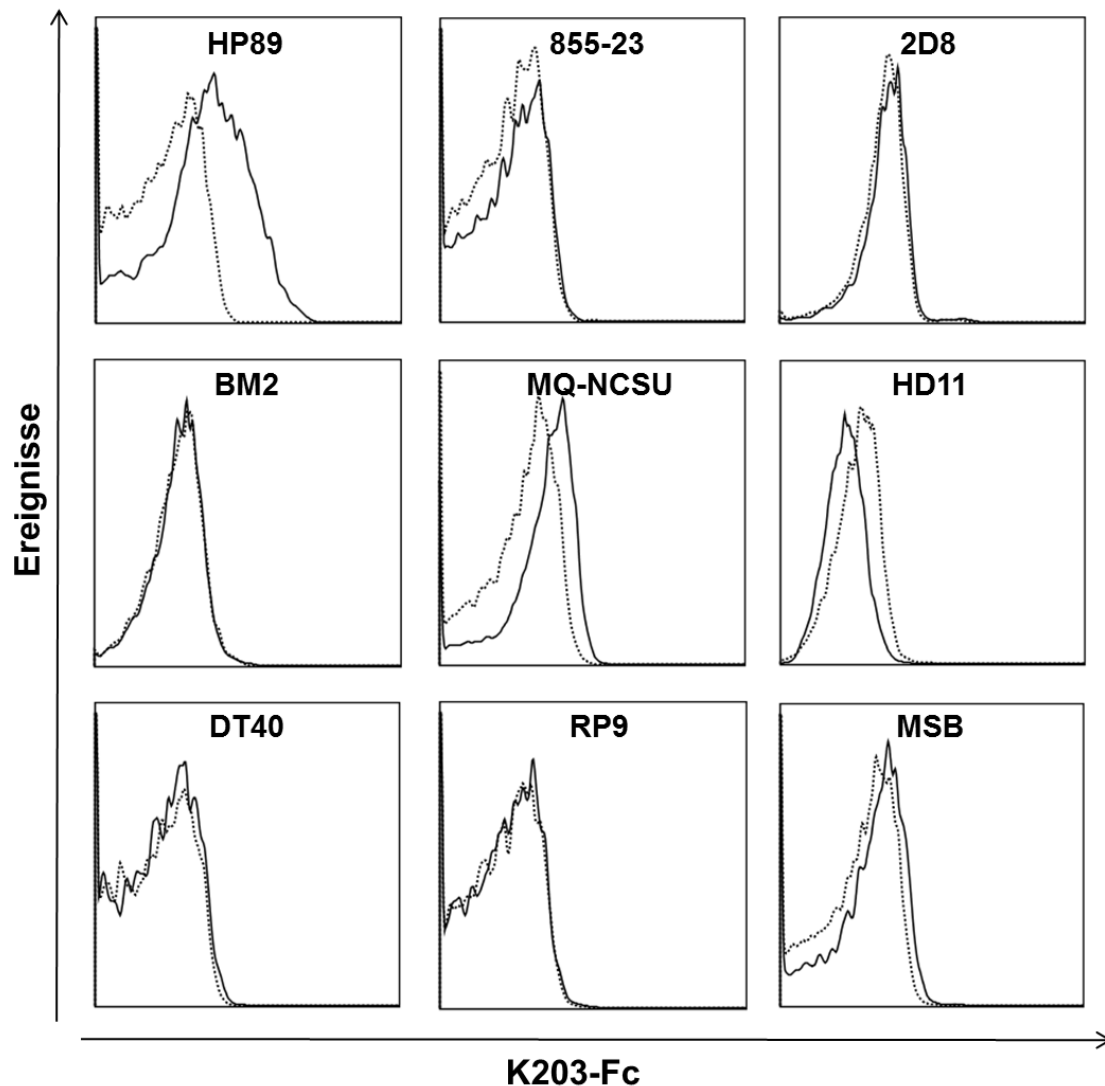 HP89
855-23
2D8
BM2
MQ-NCSU
HD11
DT40
RP9
MSB
Ereignisse
K203-Fc